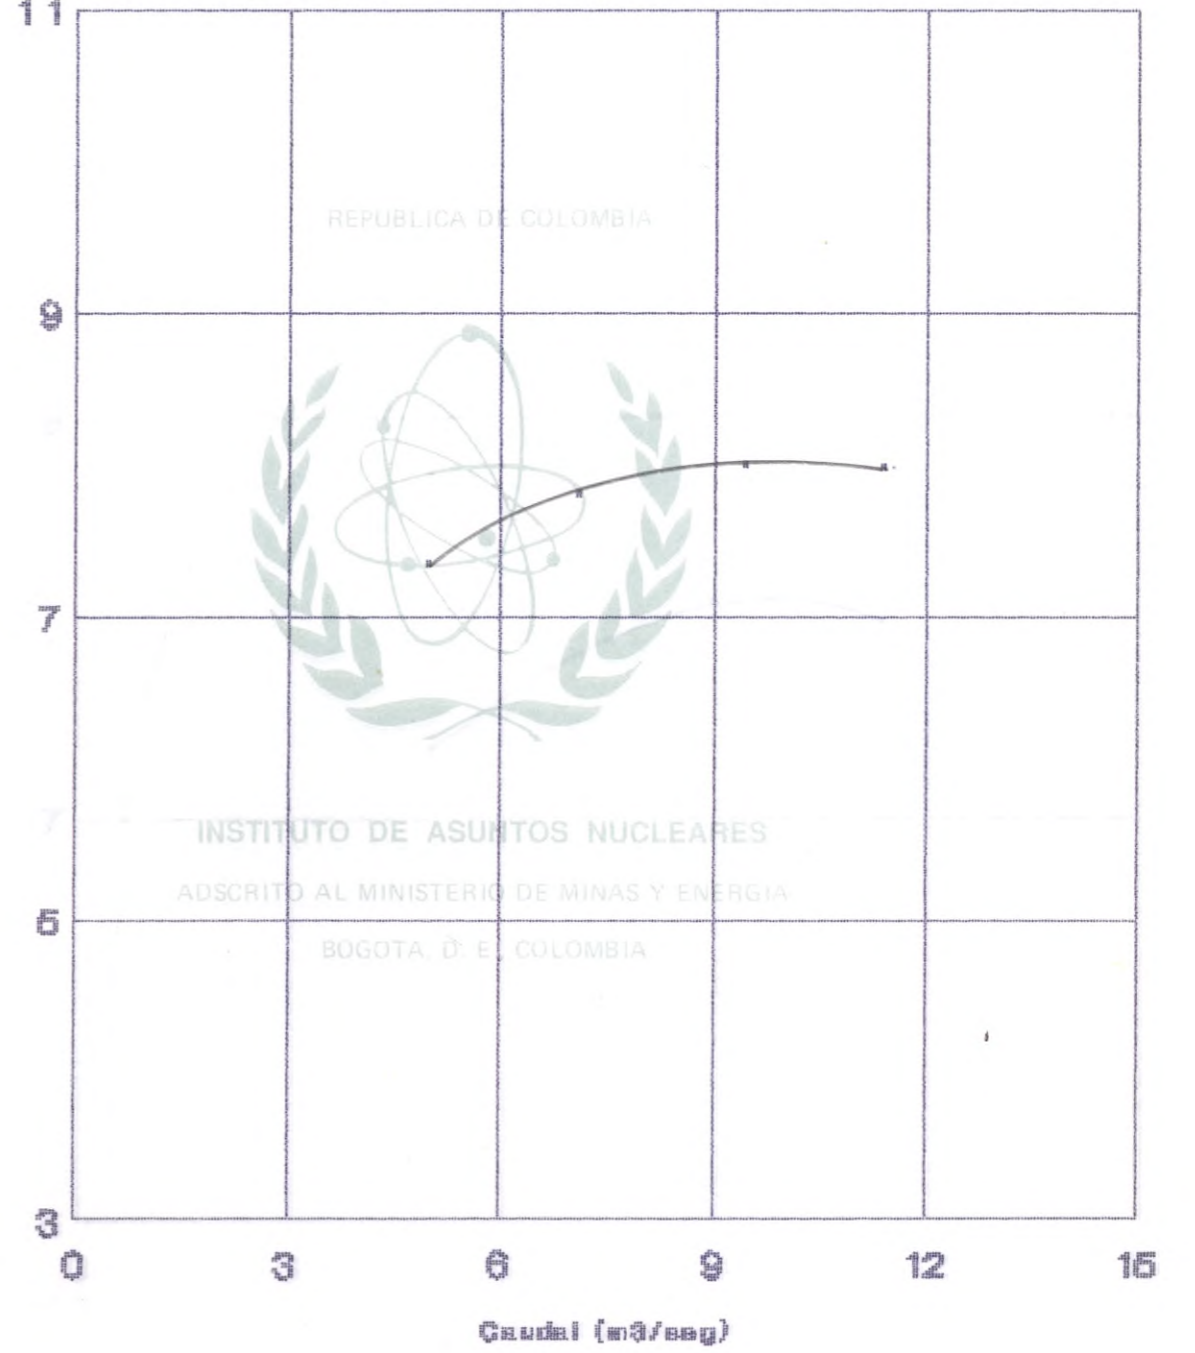 11
REPUBLICA DE COLOMBIA
9
7
INSTITUTO DE ASUNTOS NUCLEARES
ADSCRITO AL MINISTERIO DE MINAS Y ENERGIA
5
BOGOTA, D. E., COLOMBIA
3
0 3 6 9 12 15
Caudal (m3/seg)